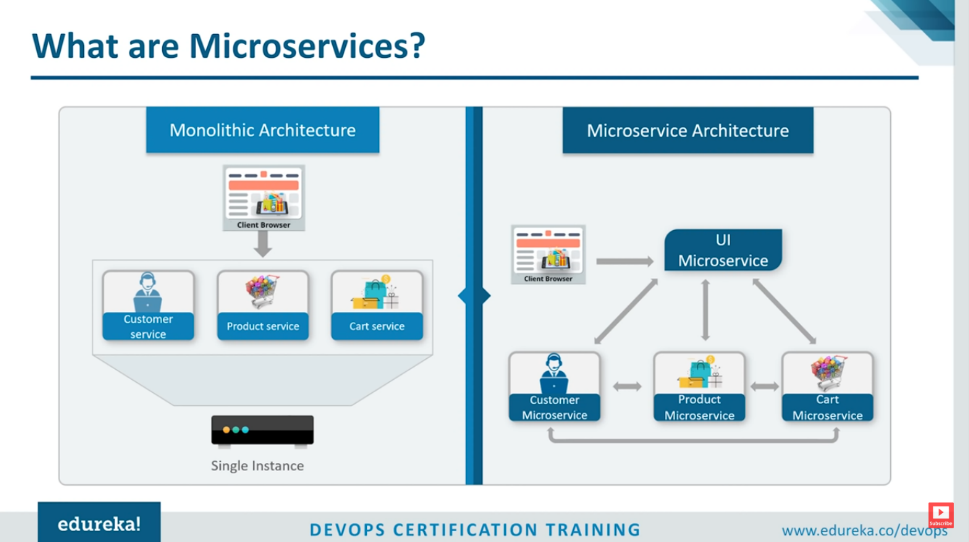 What are Microservices?
Monolithic Architecture
Client Browser
Customer
service
Product service
Cart service
Single Instance
Microservice Architecture
Client Browser
UI
Microservice
Customer
Microservice
Product
Microservice
Cart
Microservice
edureka!
DEVOPS CERTIFICATION TRAINING
www.edureka.co/devops
Subscribe